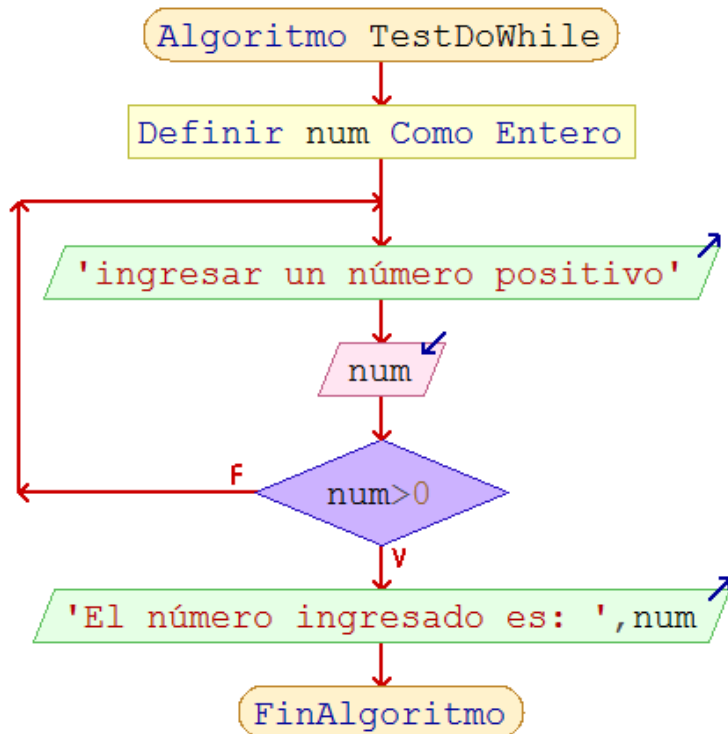 Algoritmo TestDoWhile
Definir num Como Entero
'ingresar un número positivo'
num
F
num>0
V
'El número ingresado es: ',num
FinAlgoritmo